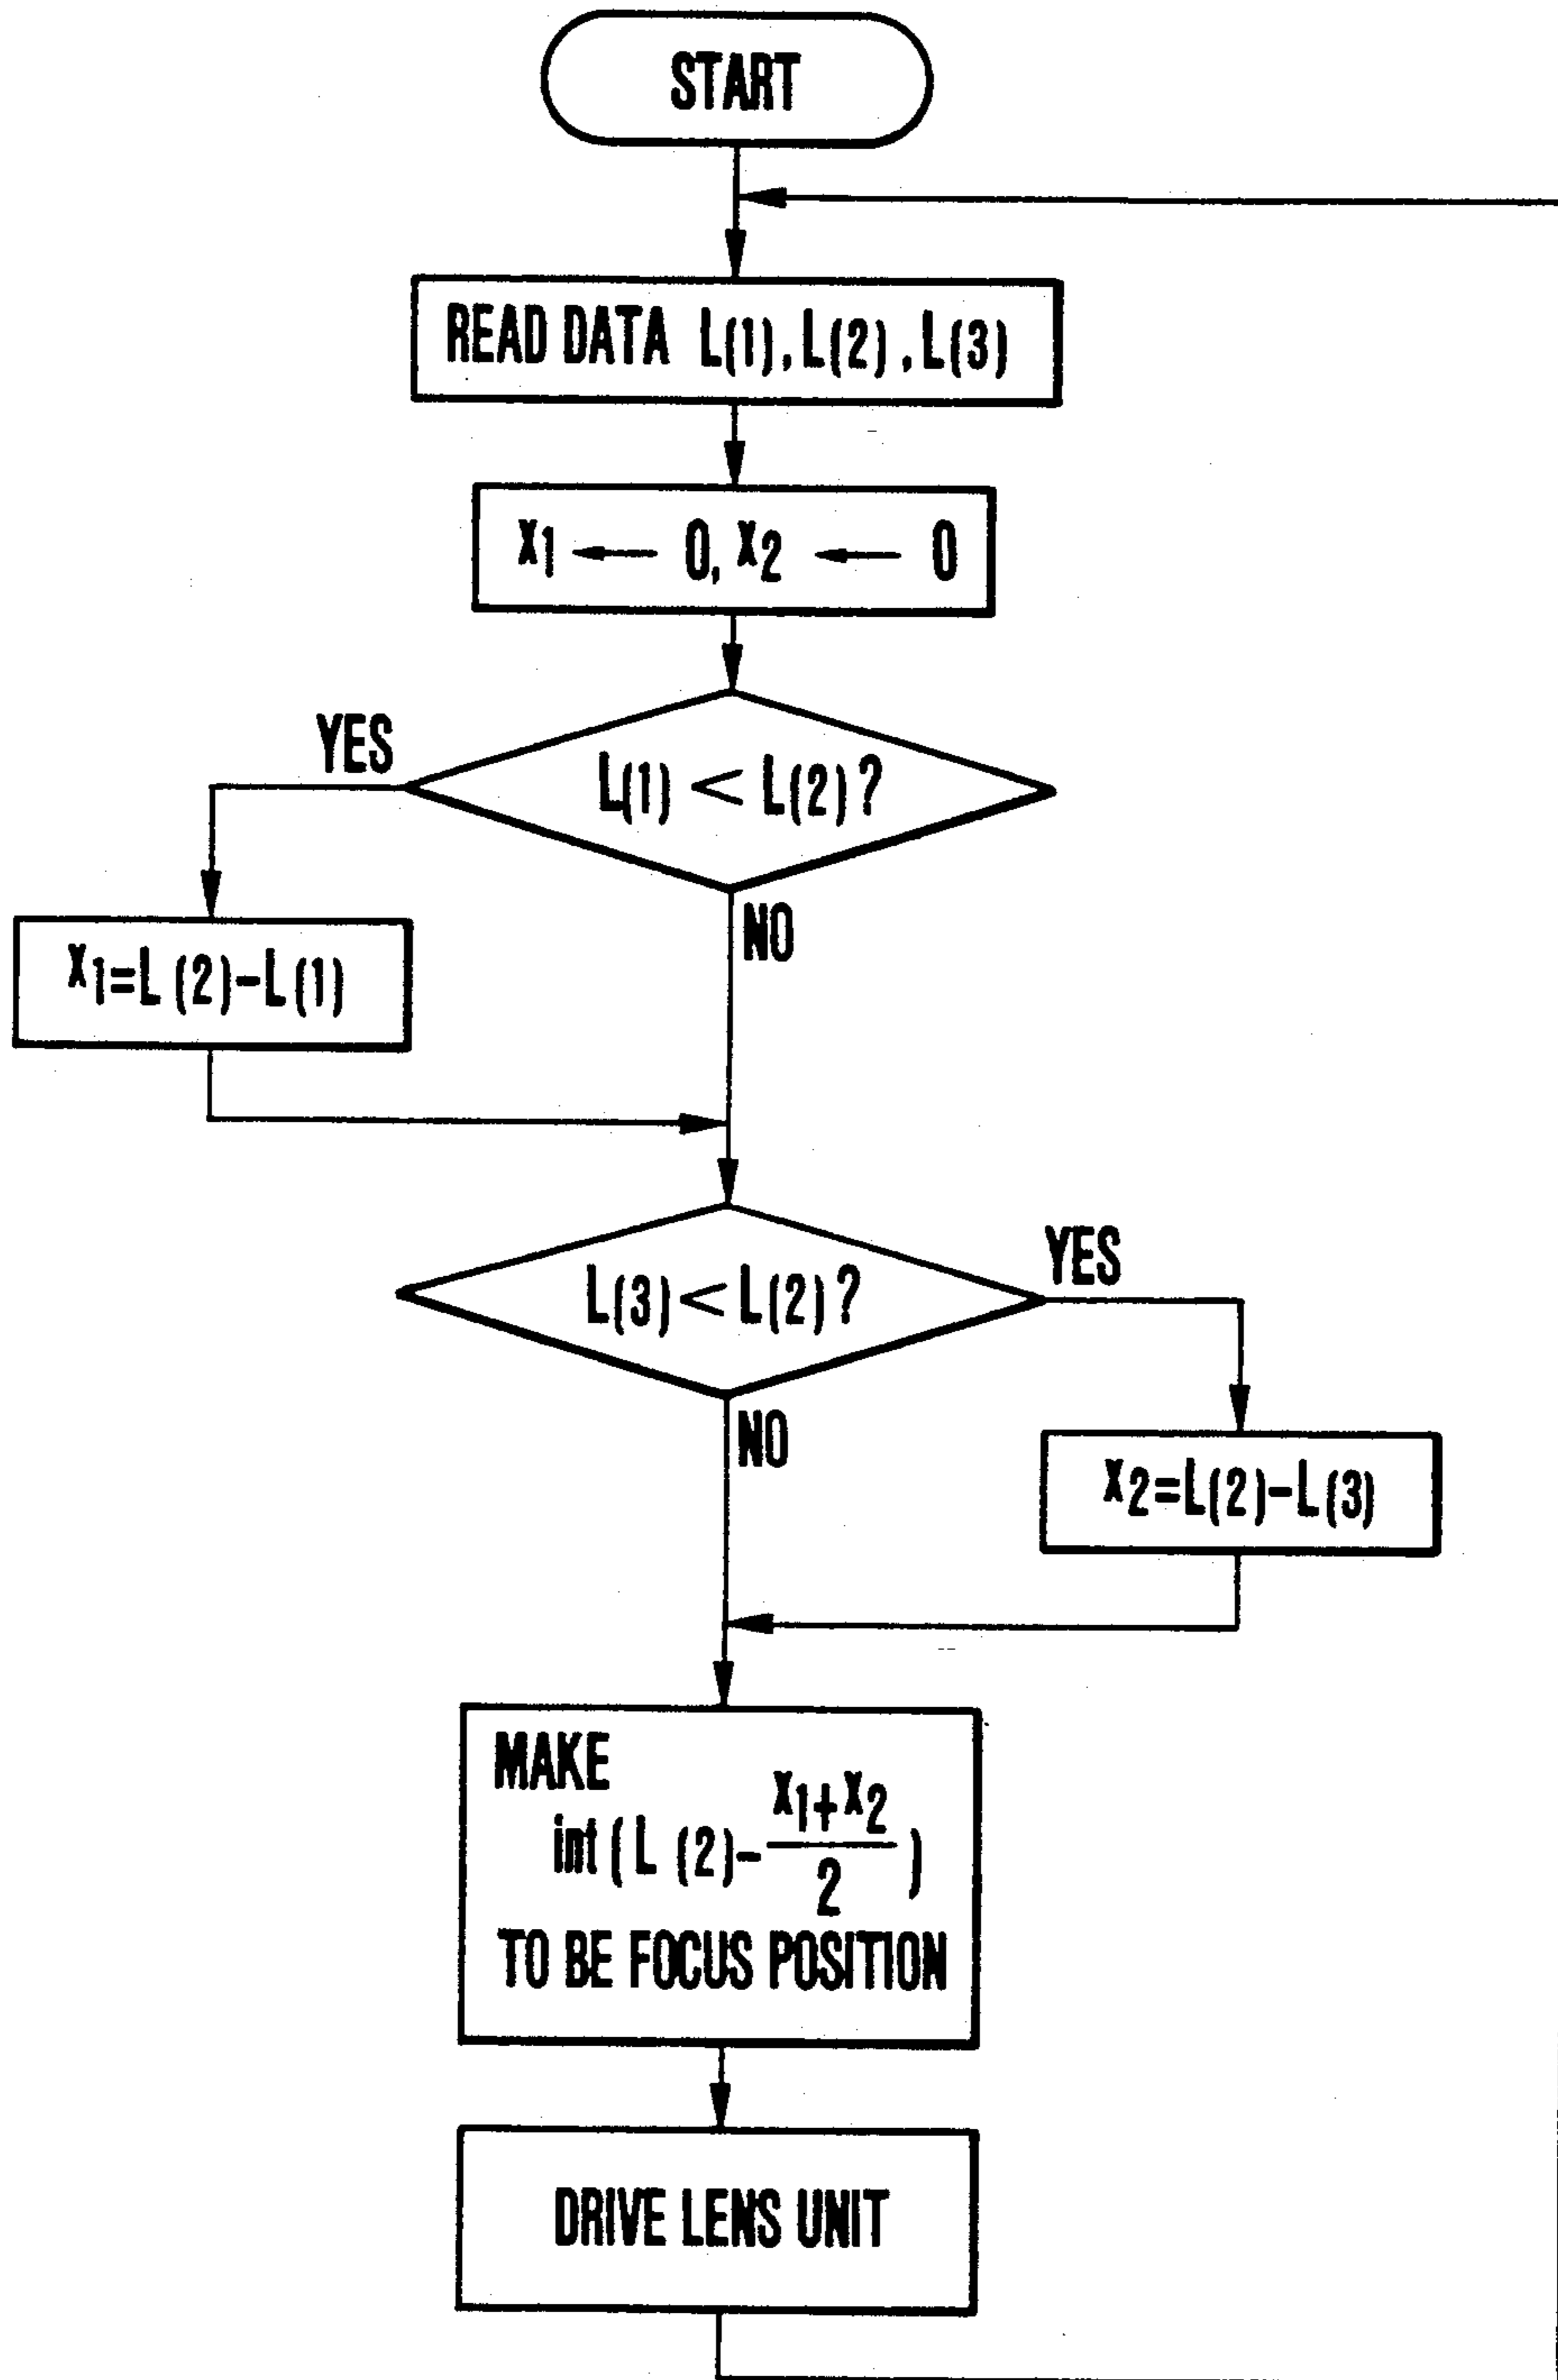 START
READ DATA L(1), L(2), L(3)
X1 ← 0, X2 ← 0
YES
L(1) < L(2)?
NO
X1=L(2)-L(1)
YES
L(3) < L(2)?
NO
X2=L(2)-L(3)
MAKE
int(L(2)-X1+X2/2)
TO BE FOCUS POSITION
DRIVE LENS UNIT